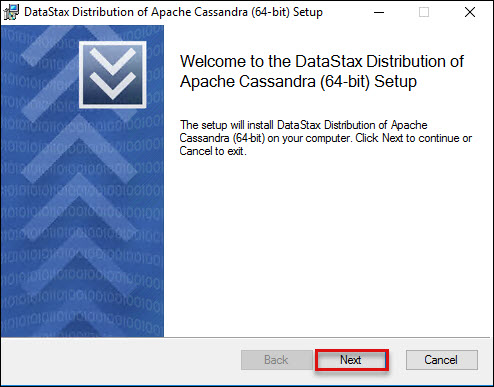 DataStax Distribution of Apache Cassandra (64-bit) Setup
Welcome to the DataStax Distribution of
Apache Cassandra (64-bit) Setup
The setup will install DataStax Distribution of Apache
Cassandra (64-bit) on your computer. Click Next to continue or
Cancel to exit.
Back
Next
Cancel